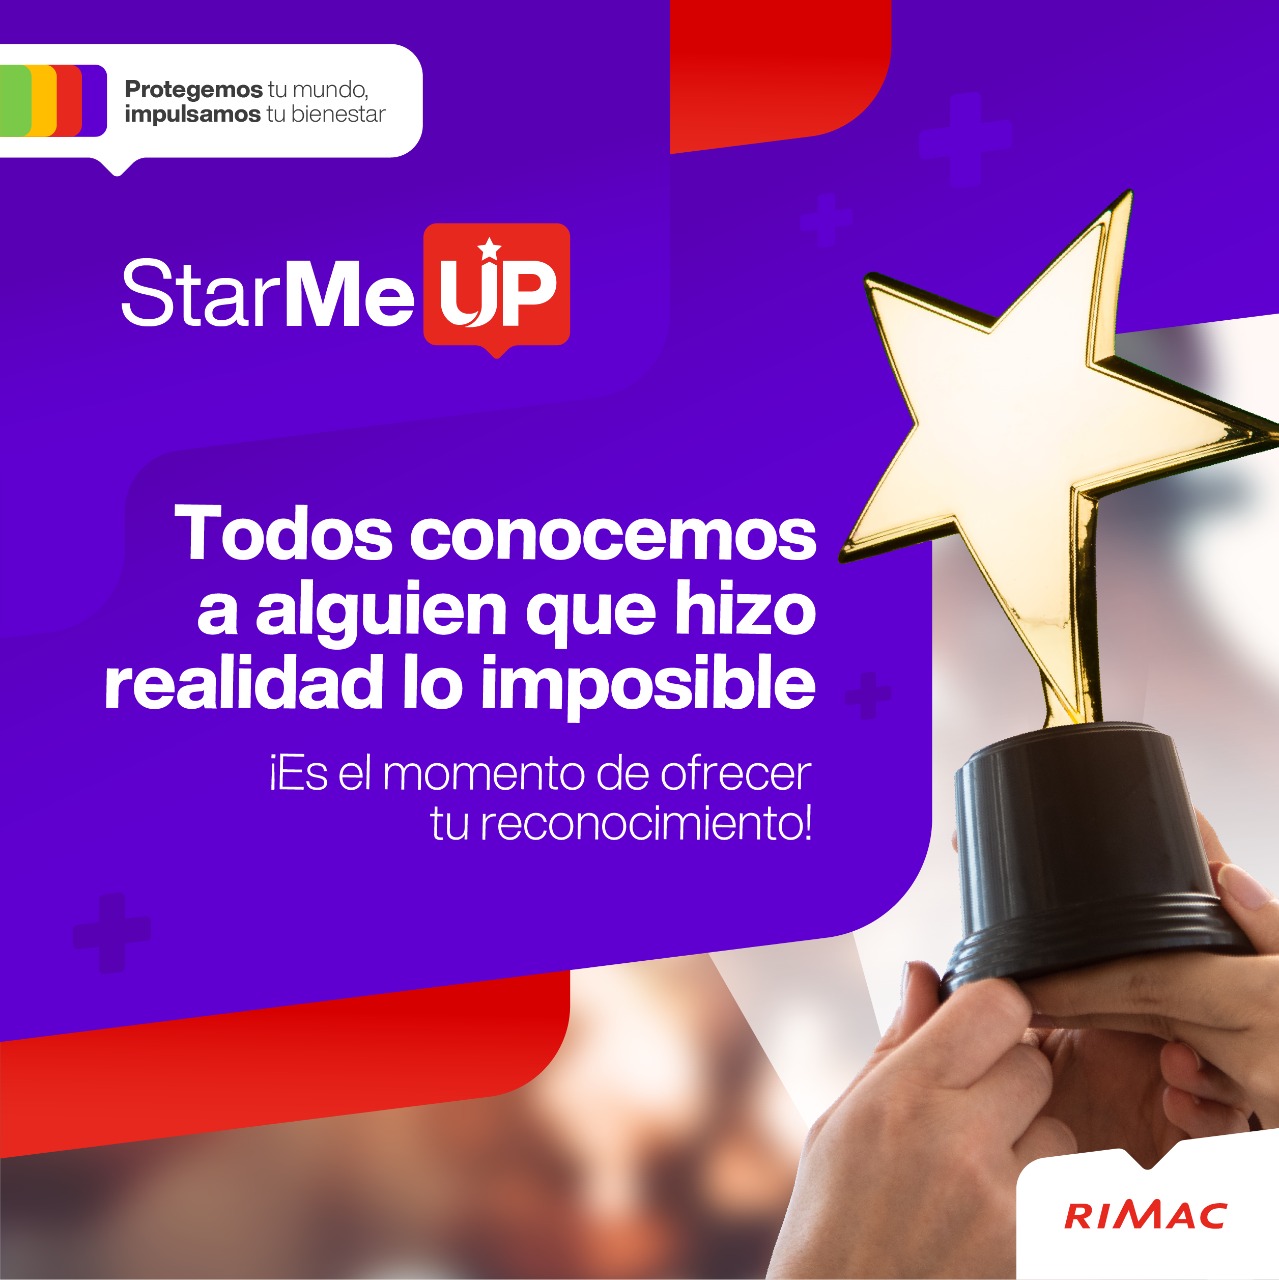 Protegemos tu mundo,
impulsamos tu bienestar
StarMe UP
Todos conocemos
a alguien que hizo
realidad lo imposible
¡Es el momento de ofrecer
tu reconocimiento!
RIMAC